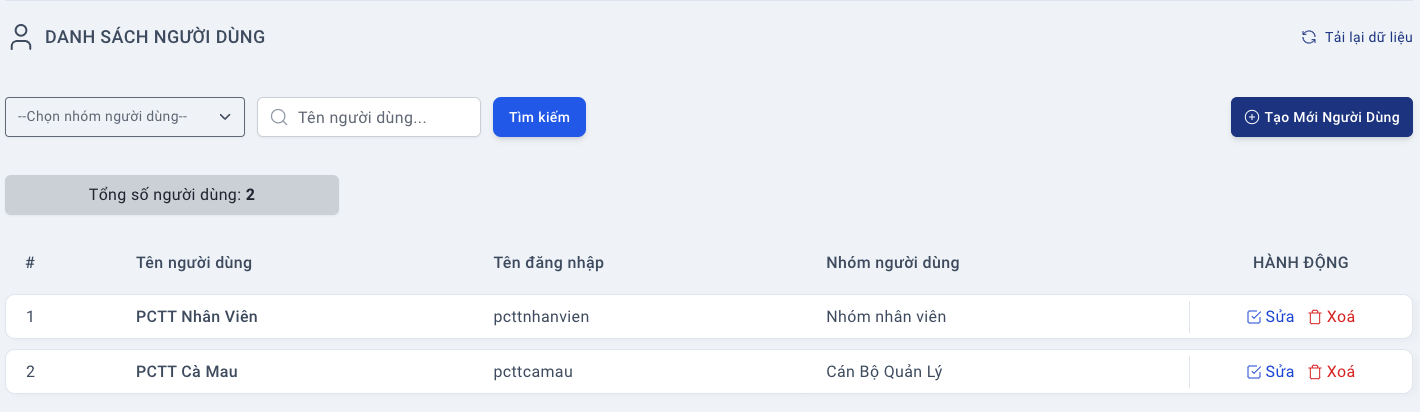 DANH SÁCH NGƯỜI DÙNG
Tải lại dữ liệu
--Chọn nhóm người dùng--
Tên người dùng...
Tìm kiếm
Tạo Mới Người Dùng
Tổng số người dùng: 2
# Tên người dùng Tên đăng nhập Nhóm người dùng HÀNH ĐỘNG
1 PCTT Nhân Viên pcttnhanvien Nhóm nhân viên Sửa Xoá
2 PCTT Cà Mau pcttcamau Cán Bộ Quản Lý Sửa Xoá